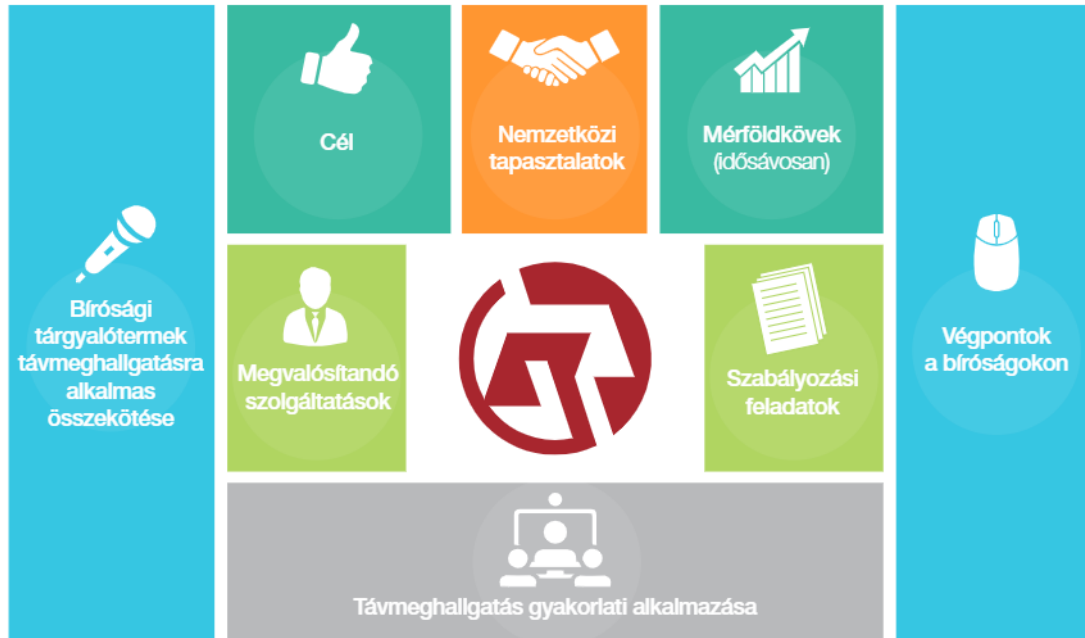 Bírósági
tárgyalótermek
távmeghallgatásra
alkalmas
összekötése
Cél
Nemzetközi
tapasztalatok
Mérföldkövek
(idősávosan)
Megvalósítandó
szolgáltatások
Szabályozási
feladatok
Távmeghallgatás gyakorlati alkalmazása
Végpontok
a bíróságokon